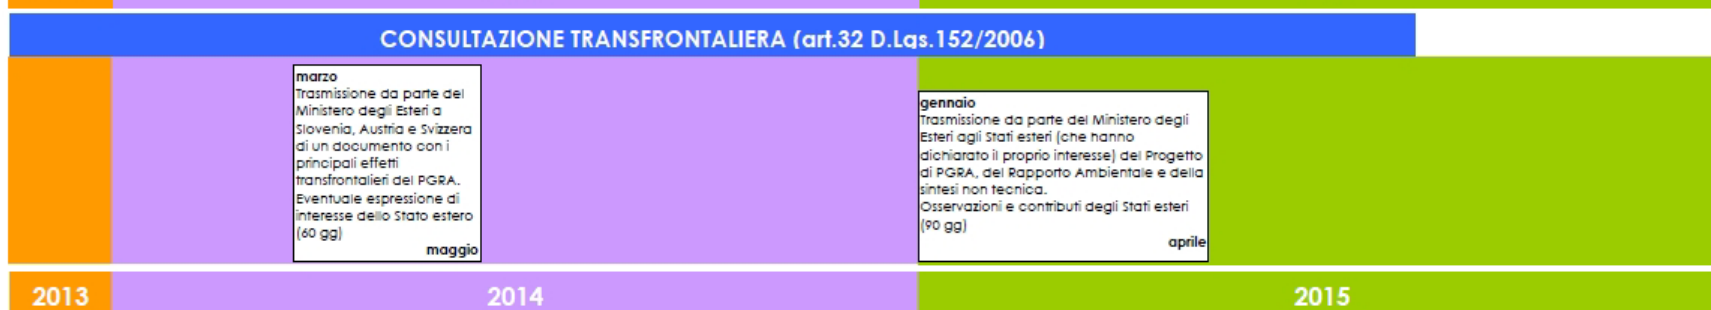 CONSULTAZIONE TRANSFRONTALIERA (art.32 D.Lgs.152/2006)
marzo
Trasmissione da parte del
Ministero degli Esteri a
Slovenia, Austria e Svizzera
di un documento con i
principali effetti
transfrontalieri del PGRA.
Eventuale espressione di
interesse dello Stato estero
(60 gg)
maggio
gennaio
Trasmissione da parte del Ministero degli
Esteri agli Stati esteri (che hanno
dichiarato il proprio interesse) del Progetto
di PGRA, del Rapporto Ambientale e della
sintesi non tecnica.
Osservazioni e contributi degli Stati esteri
(90 gg)
aprile
2013
2014
2015